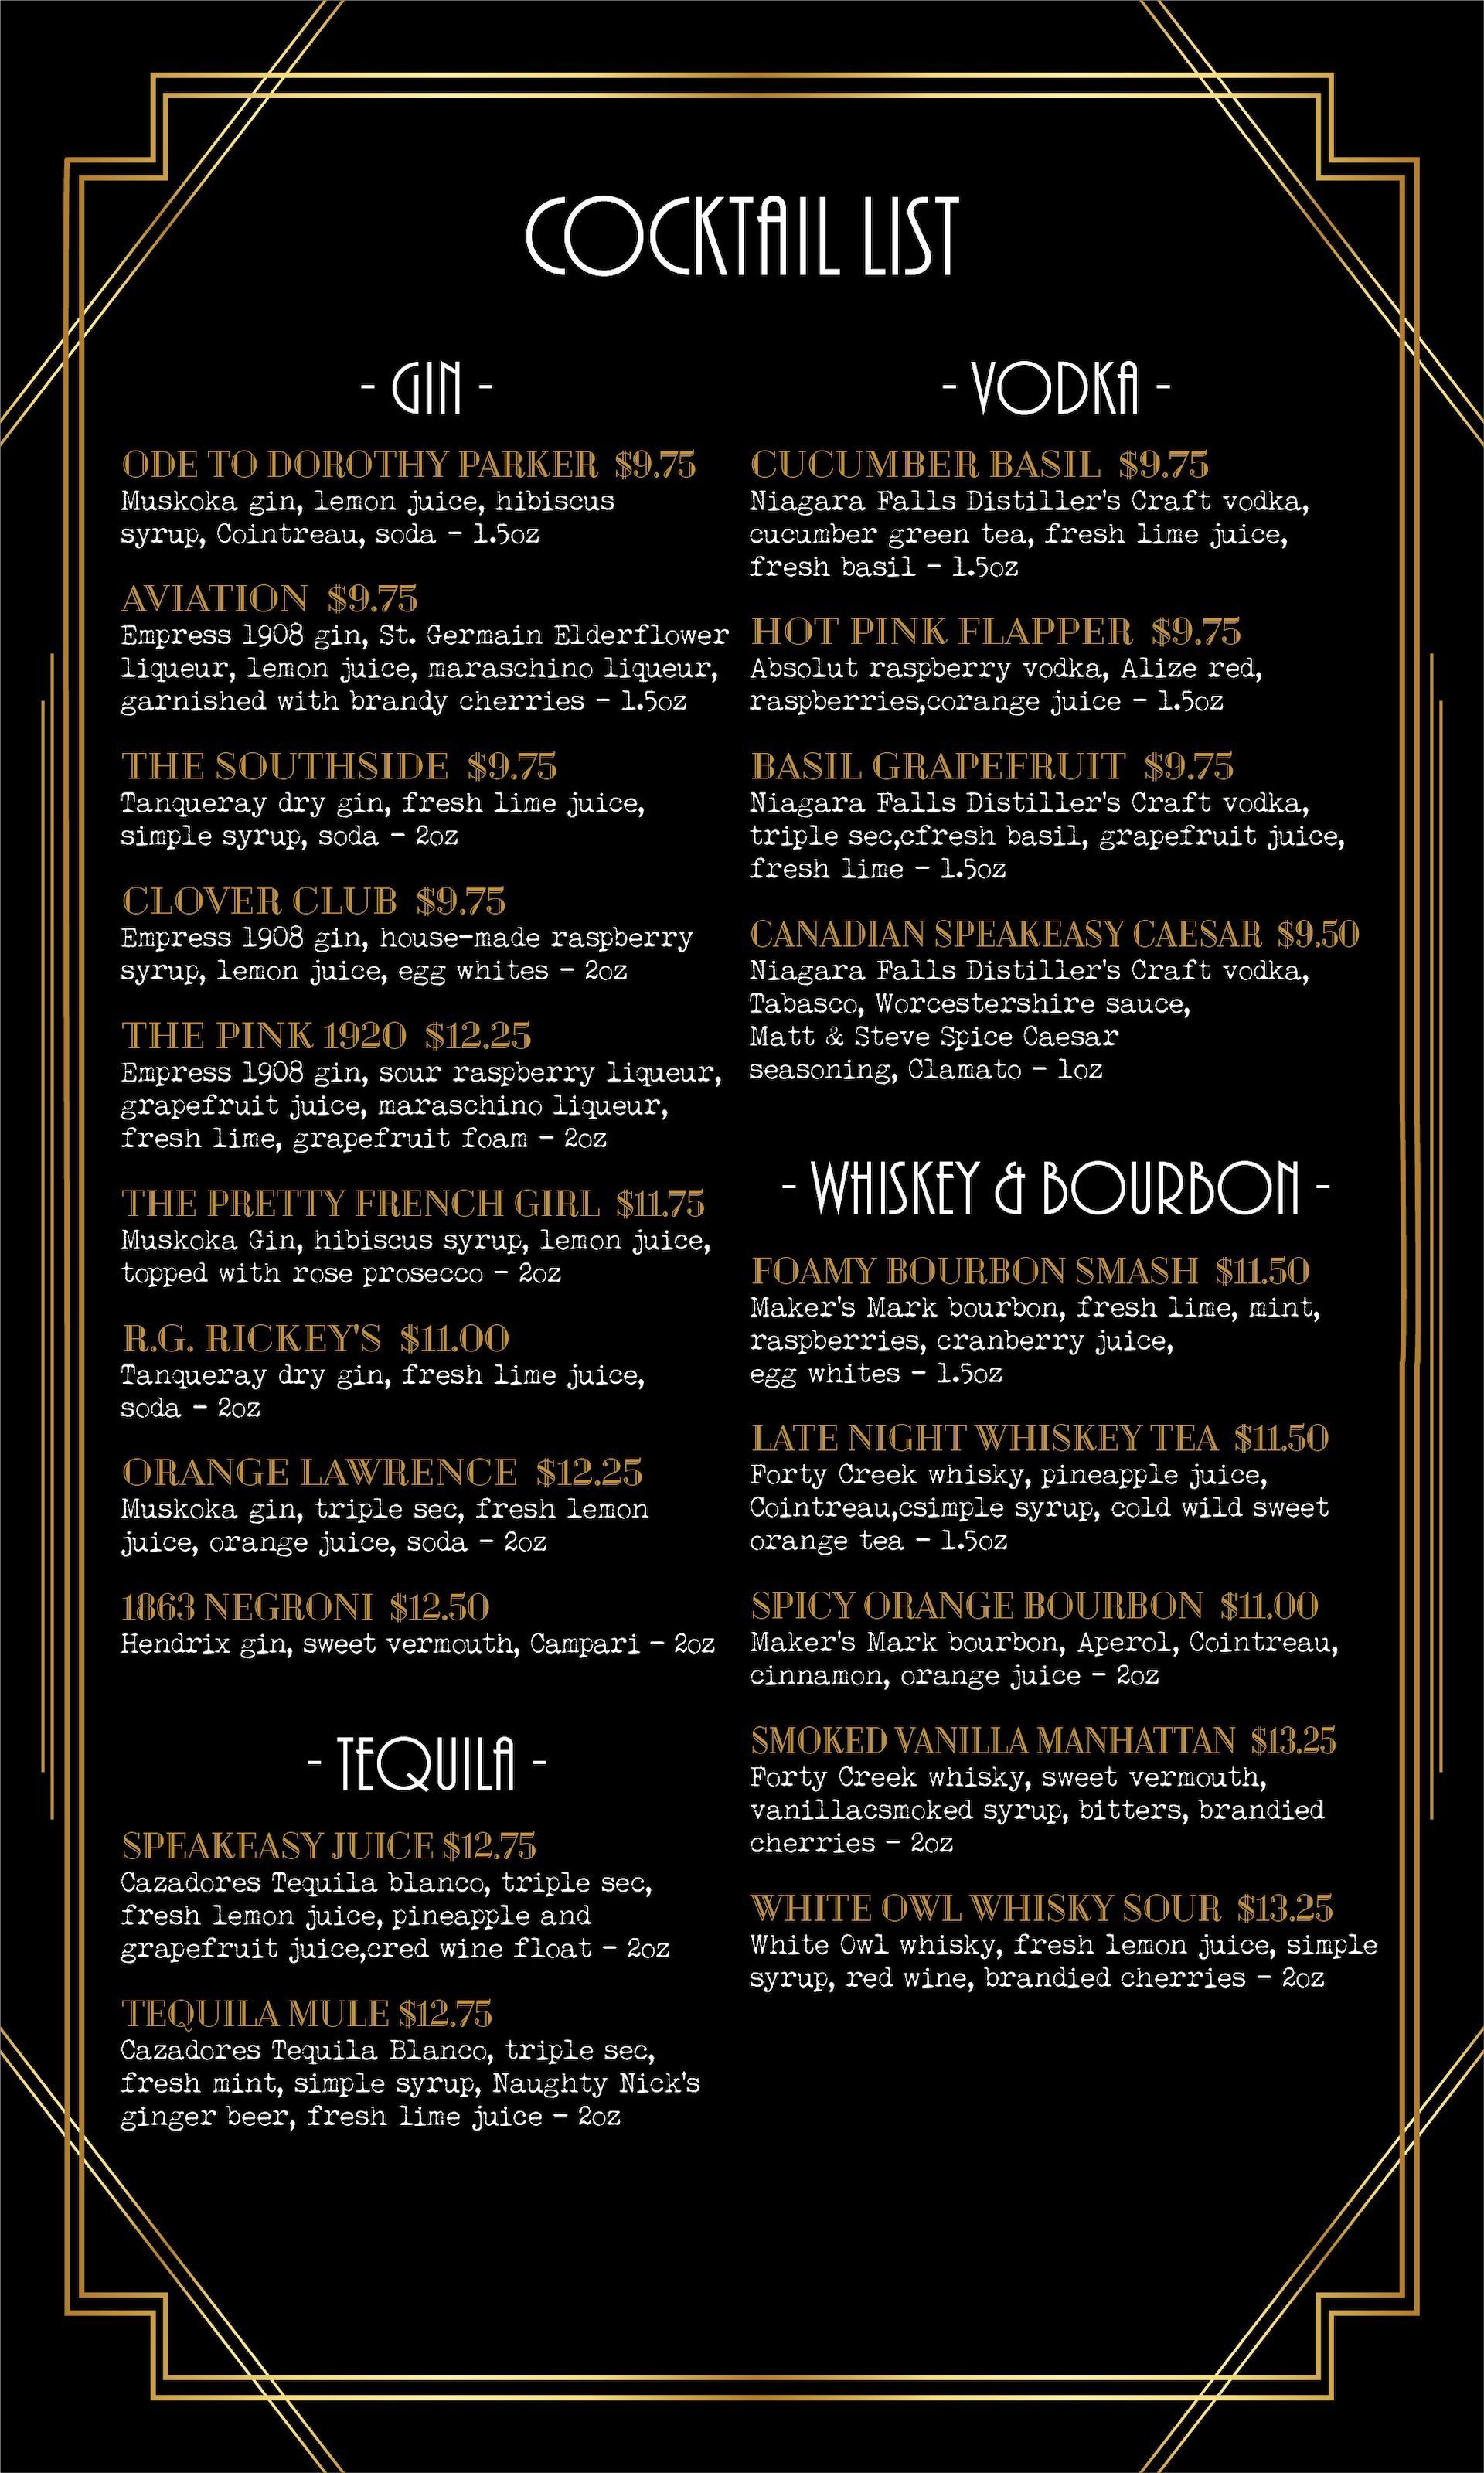 COCKTAIL LIST
- GIN -
ODE TO DOROTHY PARKER $9.75
Muskoka gin, lemon juice, hibiscus
syrup, Cointreau, soda - 1.5oz
AVIATION $9.75
Empress 1908 gin, St. Germain Elderflower
liqueur, lemon juice, maraschino liqueur,
garnished with brandy cherries - 1.5oz
THE SOUTHSIDE $9.75
Tanqueray dry gin, fresh lime juice,
simple syrup, soda - 2oz
CLOVER CLUB $9.75
Empress 1908 gin, house-made raspberry
syrup, lemon juice, egg whites - 2oz
THE PINK 1920 $12.25
Empress 1908 gin, sour raspberry liqueur,
grapefruit juice, maraschino liqueur,
fresh lime, grapefruit foam - 2oz
THE PRETTY FRENCH GIRL $11.75
Muskoka Gin, hibiscus syrup, lemon juice,
topped with rose prosecco - 2oz
R.G. RICKEY'S $11.00
Tanqueray dry gin, fresh lime juice,
soda - 2oz
ORANGE LAWRENCE $12.25
Muskoka gin, triple sec, fresh lemon
juice, orange juice, soda - 2oz
1863 NEGRONI $12.50
Hendrix gin, sweet vermouth, Campari - 2oz
- TEQUILA -
SPEAKEASY JUICE $12.75
Cazadores Tequila blanco, triple sec,
fresh lemon juice, pineapple and
grapefruit juice,cred wine float - 2oz
TEQUILA MULE $12.75
Cazadores Tequila Blanco, triple sec,
fresh mint, simple syrup, Naughty Nick's
ginger beer, fresh lime juice - 2oz
- VODKA -
CUCUMBER BASIL $9.75
Niagara Falls Distiller's Craft vodka,
cucumber green tea, fresh lime juice,
fresh basil - 1.5oz
HOT PINK FLAPPER $9.75
Absolut raspberry vodka, Alize red,
raspberries,corange juice - 1.5oz
BASIL GRAPEFRUIT $9.75
Niagara Falls Distiller's Craft vodka,
triple sec,cfresh basil, grapefruit juice,
fresh lime - 1.5oz
CANADIAN SPEAKEASY CAESAR $9.50
Niagara Falls Distiller's Craft vodka,
Tabasco, Worcestershire sauce,
Matt & Steve Spice Caesar
seasoning, Clamato - 1oz
- WHISKEY & BOURBON -
FOAMY BOURBON SMASH $11.50
Maker's Mark bourbon, fresh lime, mint,
raspberries, cranberry juice,
egg whites - 1.5oz
LATE NIGHT WHISKEY TEA $11.50
Forty Creek whisky, pineapple juice,
Cointreau,csimple syrup, cold wild sweet
orange tea - 1.5oz
SPICY ORANGE BOURBON $11.00
Maker's Mark bourbon, Aperol, Cointreau,
cinnamon, orange juice - 2oz
SMOKED VANILLA MANHATTAN $13.25
Forty Creek whisky, sweet vermouth,
vanillacsmoked syrup, bitters, brandied
cherries - 2oz
WHITE OWL WHISKY SOUR $13.25
White Owl whisky, fresh lemon juice, simple
syrup, red wine, brandied cherries - 2oz